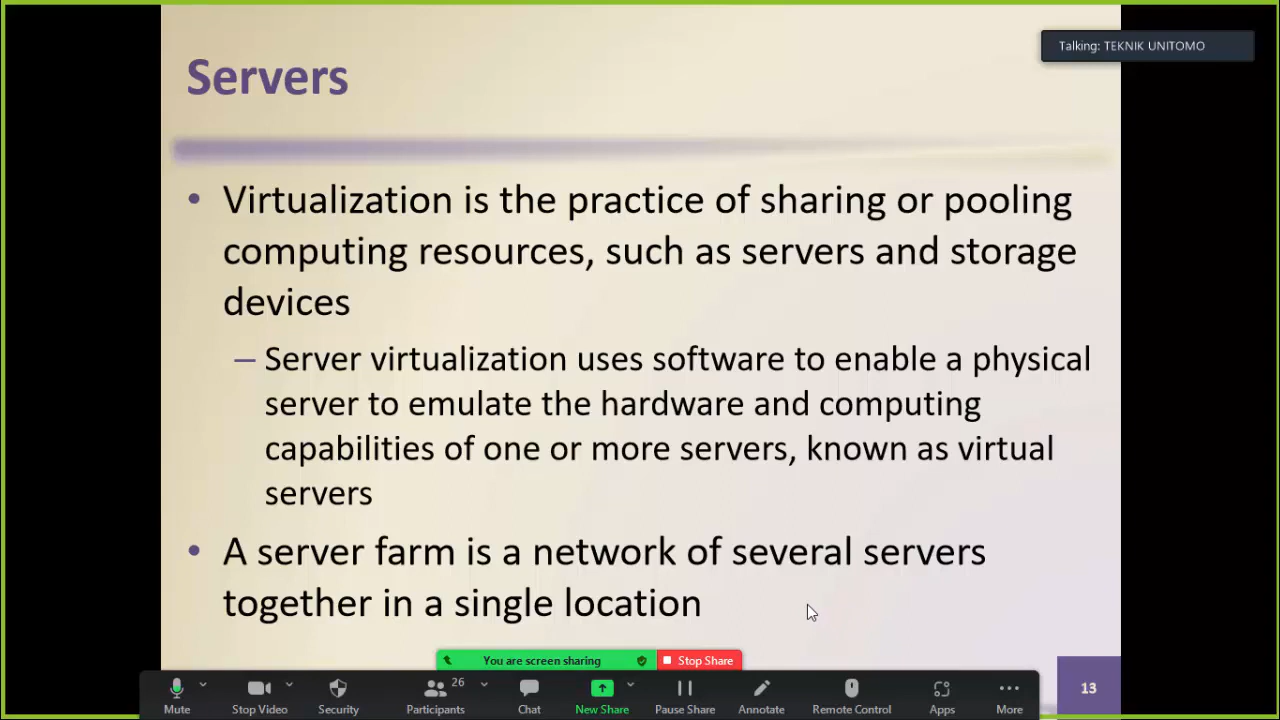 Talking: TEKNIK UNITOMO
Servers
• Virtualization is the practice of sharing or pooling
computing resources, such as servers and storage
devices
– Server virtualization uses software to enable a physical
server to emulate the hardware and computing
capabilities of one or more servers, known as virtual
servers
• A server farm is a network of several servers
together in a single location
You are screen sharing Stop Share
26
Mute Stop Video Security Participants Chat New Share Pause Share Annotate Remote Control Apps More
13